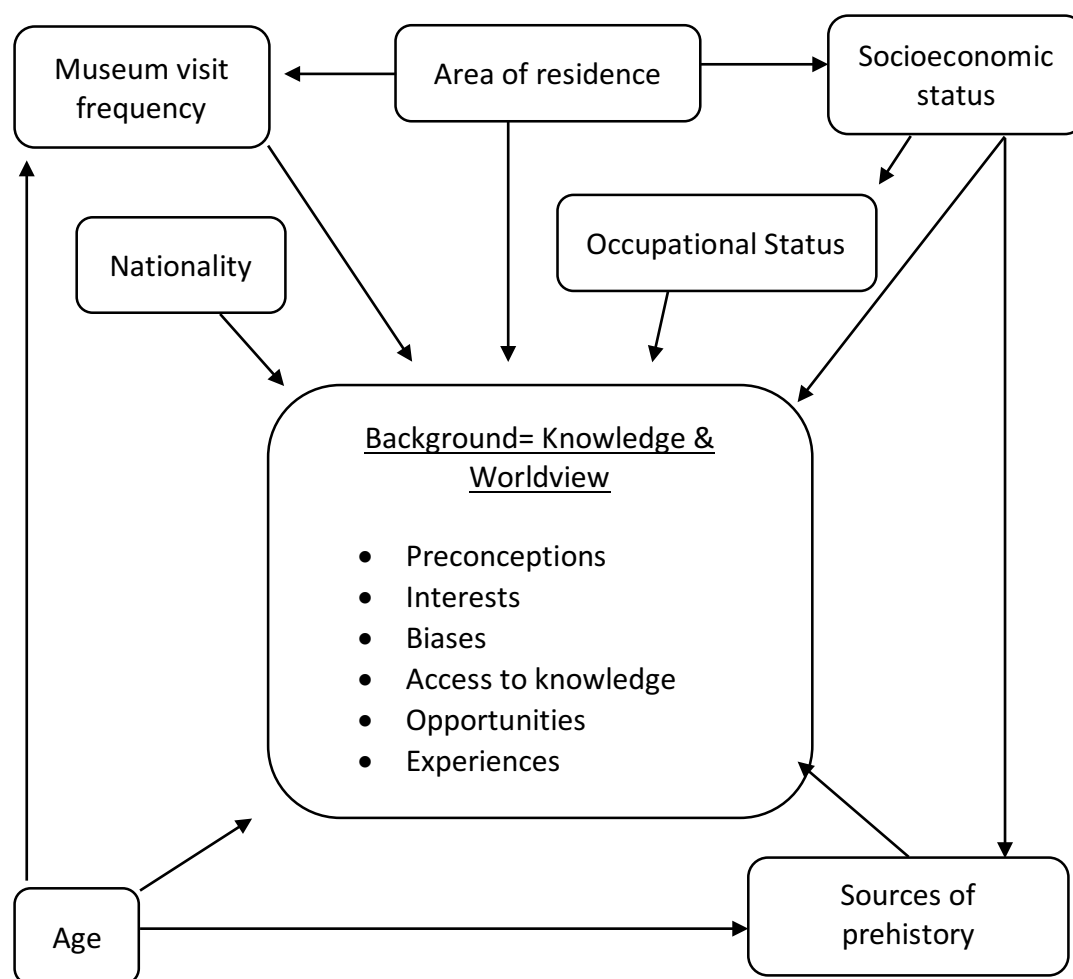 Museum visit
frequency
Area of residence
Socioeconomic
status
Nationality
Occupational Status
Background= Knowledge &
Worldview
• Preconceptions
• Interests
• Biases
• Access to knowledge
• Opportunities
• Experiences
Age
Sources of
prehistory